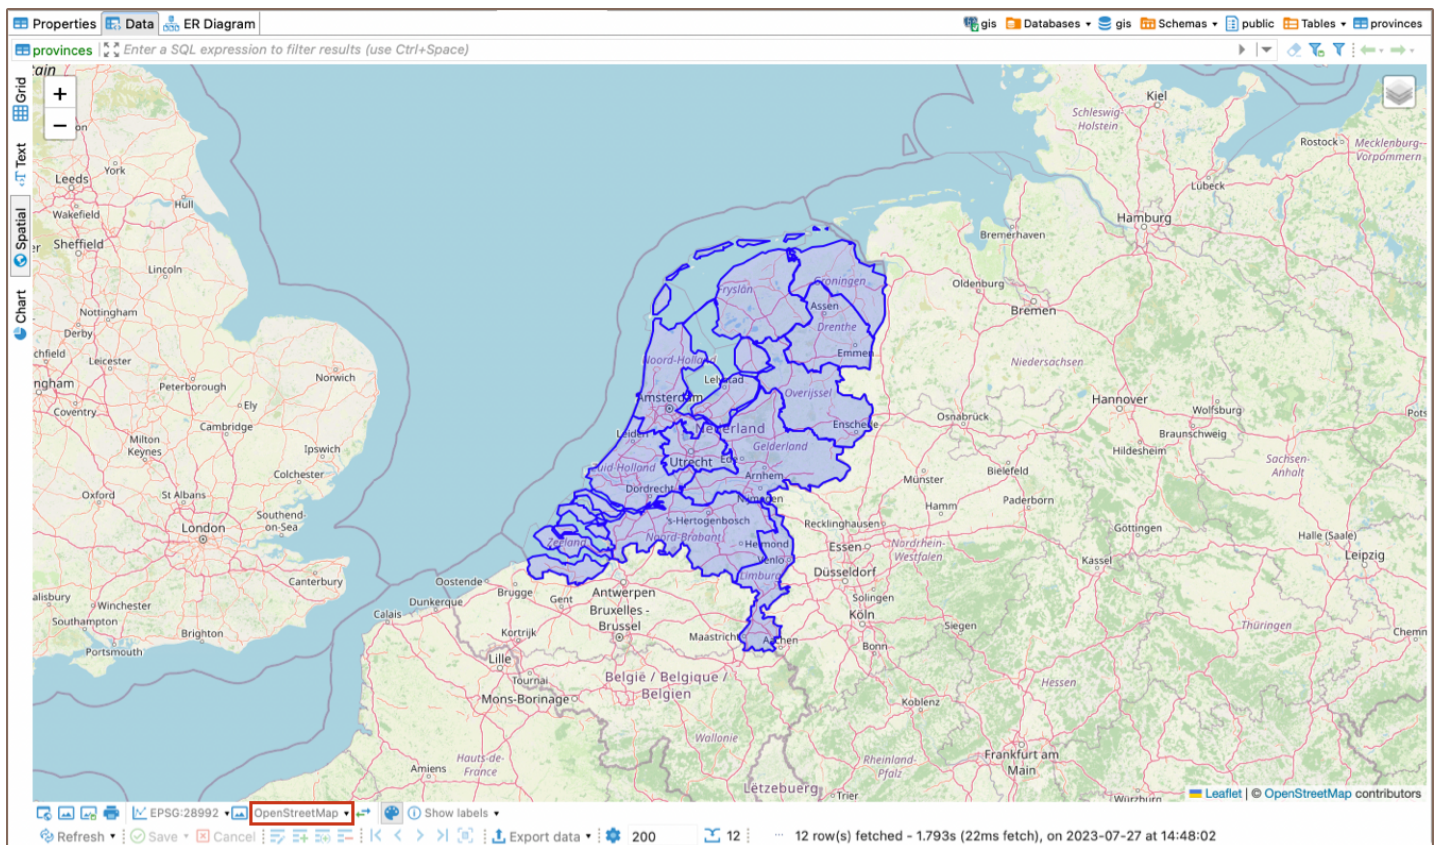 Properties Data ER Diagram gis Databases gis Schemas public Tables provinces
provinces Enter a SQL expression to filter results (use Ctrl+Space)
Grid
Text
Spatial
Chart
+
−
Kiel
Schleswig-
Holstein
Rostock
Mecklenburg-
Vorpommern
York
Leeds
Hull
Lübeck
Wakefield
Hamburg
Sheffield
Bremerhaven
Lincoln
Fryslân
Groningen
Oldenburg
Bremen
Assen
Nottingham
Drenthe
Derby
Emmen
Leicester
Noord-Holland
Niedersachsen
Norwich
Lelystad
Peterborough
Overijssel
Amsterdam
Hannover
Ely
Coventry
Osnabrück
Wolfsburg
Cambridge
Enschede
Nederland
Braunschweig
Leiden
Milton
Keynes
Gelderland
Ipswich
Hildesheim
Utrecht
Ede
Sachsen-
Anhalt
Zuid-Holland
Bielefeld
Colchester
Arnhem
Münster
Oxford
St Albans
Dordrecht
Paderborn
Hamm
Southend-
on-Sea
's-Hertogenbosch
Recklinghausen
London
Göttingen
Noord-Brabant
Halle (Saale)
Zeeland
Helmond
Essen
Nordrhein-
Westfalen
Leipzig
Venlo
Kassel
Düsseldorf
Limburg
Canterbury
Oostende
Brugge
Antwerpen
Gent
Solingen
Winchester
Dunkerque
Calais
Bruxelles -
Brussel
Köln
Southampton
Siegen
Thüringen
Brighton
Kortrijk
Maastricht
Aachen
Bonn
Portsmouth
Lille
Tournai
België / Belgique /
Belgien
Hessen
Mons-Borinage
Koblenz
Wallonie
Frankfurt am
Main
Hauts-de-
France
Rheinland-
Pfalz
Amiens
Lëtzebuerg
Trier
Würzburg
Leaflet | © OpenStreetMap contributors
EPSG:28992 OpenStreetMap Show labels
Refresh Save Cancel Export data 200 12 ... 12 row(s) fetched - 1.793s (22ms fetch), on 2023-07-27 at 14:48:02